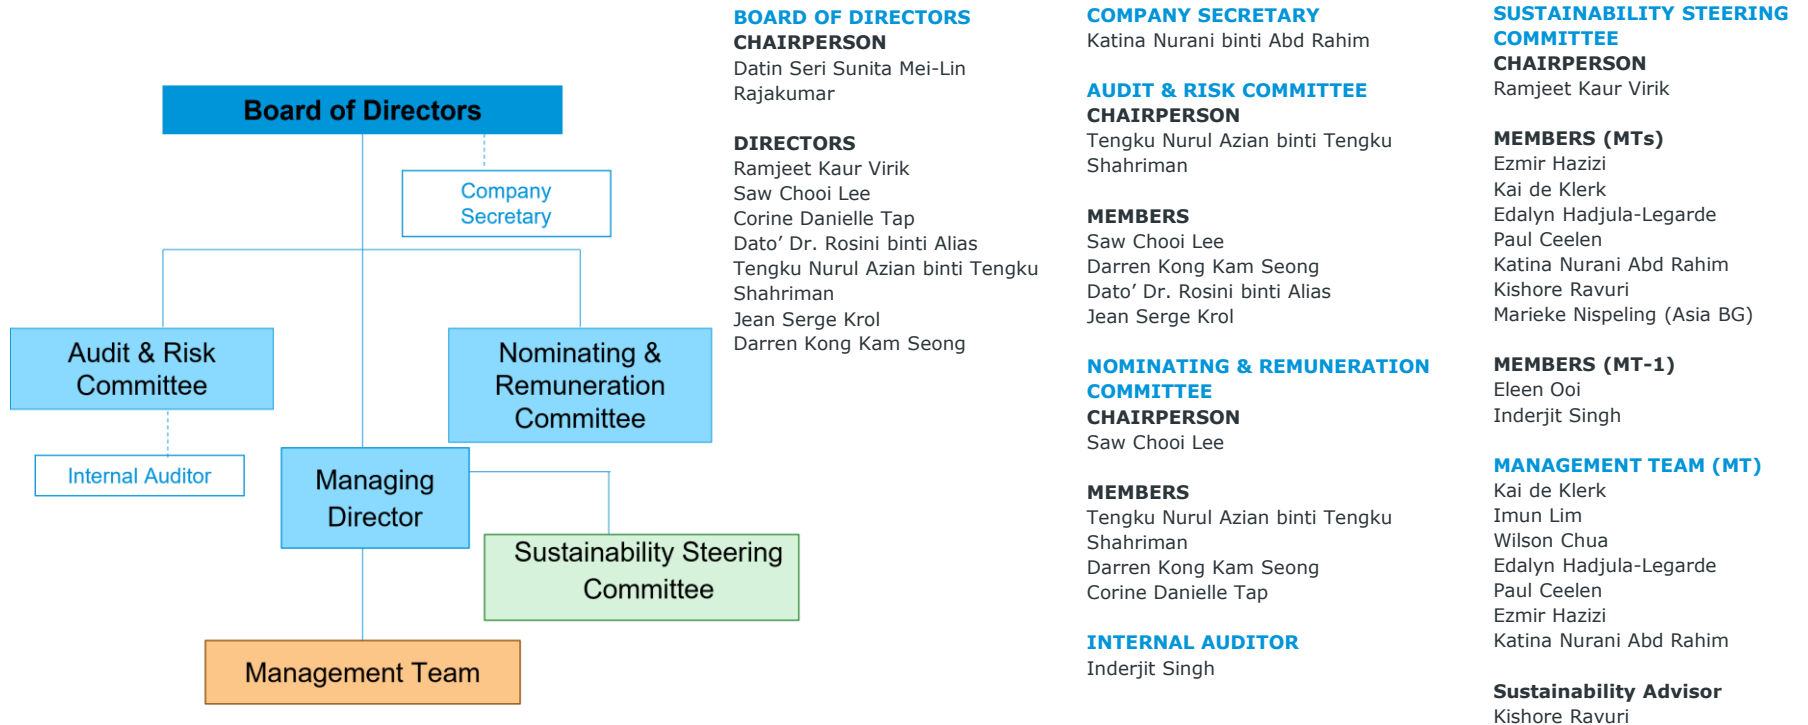 Board of Directors
Company
Secretary
Audit & Risk
Committee
Nominating &
Remuneration
Committee
Internal Auditor
Managing
Director
Sustainability Steering
Committee
Management Team
BOARD OF DIRECTORS
CHAIRPERSON
Datin Seri Sunita Mei-Lin
Rajakumar
DIRECTORS
Ramjeet Kaur Virik
Saw Chooi Lee
Corine Danielle Tap
Dato’ Dr. Rosini binti Alias
Tengku Nurul Azian binti Tengku
Shahriman
Jean Serge Krol
Darren Kong Kam Seong
COMPANY SECRETARY
Katina Nurani binti Abd Rahim
AUDIT & RISK COMMITTEE
CHAIRPERSON
Tengku Nurul Azian binti Tengku
Shahriman
MEMBERS
Saw Chooi Lee
Darren Kong Kam Seong
Dato’ Dr. Rosini binti Alias
Jean Serge Krol
NOMINATING & REMUNERATION
COMMITTEE
CHAIRPERSON
Saw Chooi Lee
MEMBERS
Tengku Nurul Azian binti Tengku
Shahriman
Darren Kong Kam Seong
Corine Danielle Tap
INTERNAL AUDITOR
Inderjit Singh
SUSTAINABILITY STEERING
COMMITTEE
CHAIRPERSON
Ramjeet Kaur Virik
MEMBERS (MTs)
Ezmir Hazizi
Kai de Klerk
Edalyn Hadjula-Legarde
Paul Ceelen
Katina Nurani Abd Rahim
Kishore Ravuri
Marieke Nispeling (Asia BG)
MEMBERS (MT-1)
Eleen Ooi
Inderjit Singh
MANAGEMENT TEAM (MT)
Kai de Klerk
Imun Lim
Wilson Chua
Edalyn Hadjula-Legarde
Paul Ceelen
Ezmir Hazizi
Katina Nurani Abd Rahim
Sustainability Advisor
Kishore Ravuri